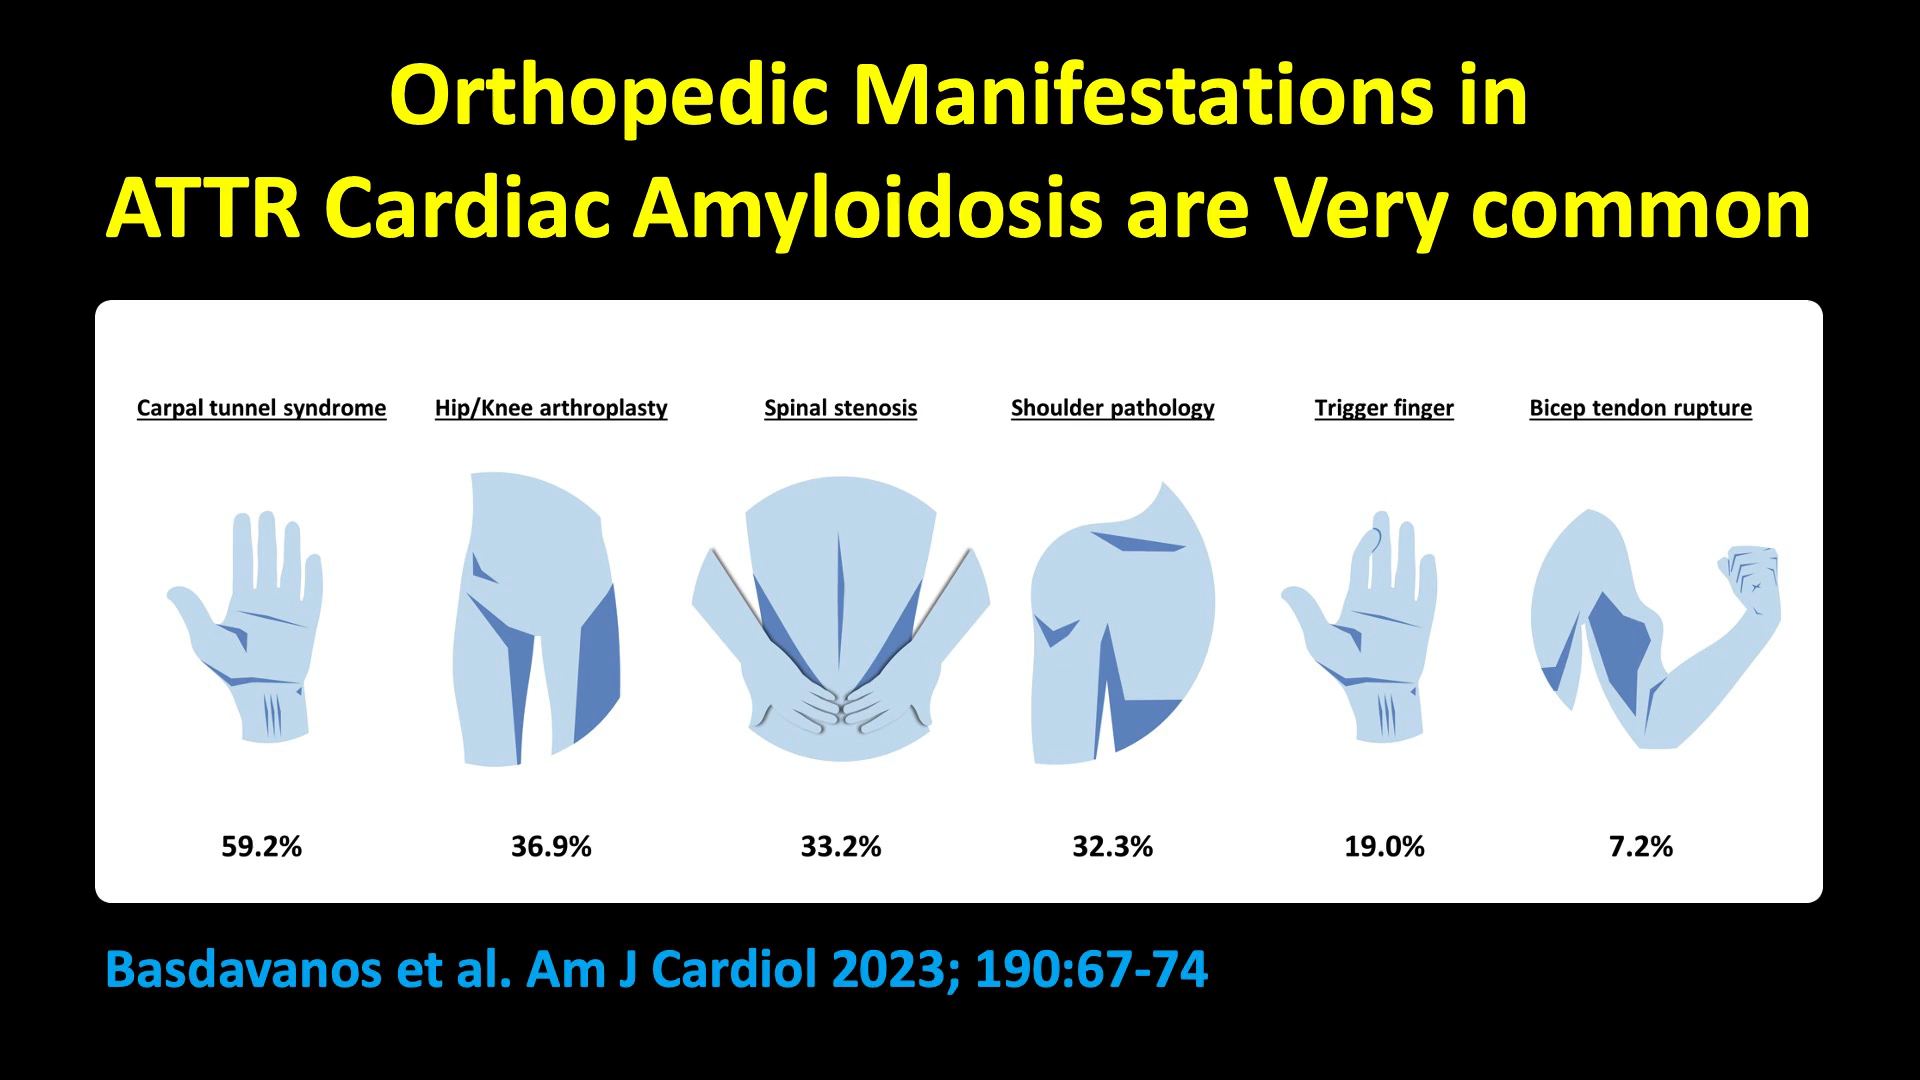 Orthopedic Manifestations in
ATTR Cardiac Amyloidosis are Very common
Carpal tunnel syndrome
Hip/Knee arthroplasty
Spinal stenosis
Shoulder pathology
Trigger finger
Bicep tendon rupture
59.2%
36.9%
33.2%
32.3%
19.0%
7.2%
Basdavanos et al. Am J Cardiol 2023; 190:67-74